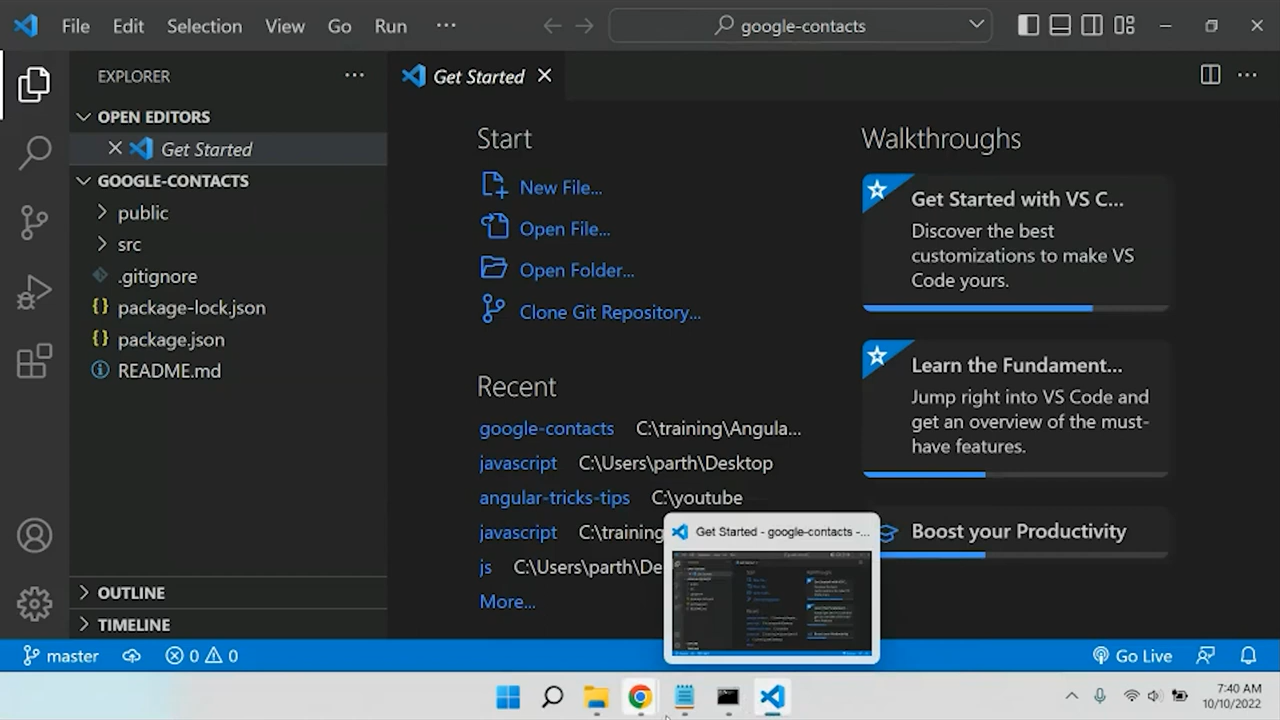 File Edit Selection View Go Run ··· google-contacts
EXPLORER ···
Get Started
OPEN EDITORS
Get Started
GOOGLE-CONTACTS
public
src
.gitignore
package-lock.json
package.json
README.md
OUTLINE
TIMELINE
Start
New File...
Open File...
Open Folder...
Clone Git Repository...
Recent
google-contacts C:\training\Angula...
javascript C:\Users\parth\Desktop
angular-tricks-tips C:\youtube
javascript C:\training
js C:\Users\parth\De
More...
Walkthroughs
Get Started with VS C...
Discover the best
customizations to make VS
Code yours.
Learn the Fundament...
Jump right into VS Code and
get an overview of the must-
have features.
Boost your Productivity
Get Started - google-contacts -...
master 0 0 Go Live
7:40 AM
10/10/2022